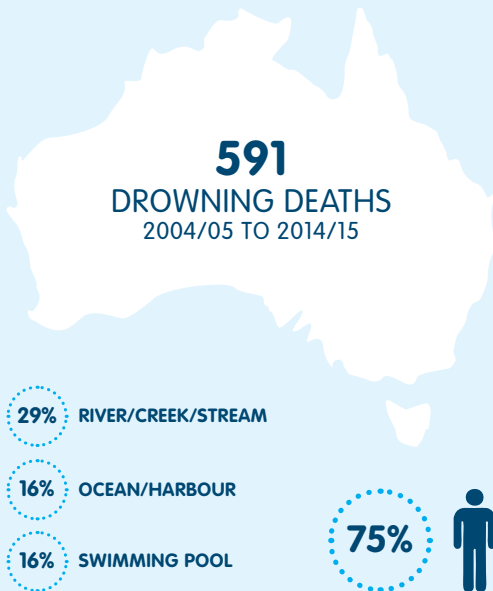 591
DROWNING DEATHS
2004/05 TO 2014/15
29% RIVER/CREEK/STREAM
16% OCEAN/HARBOUR
16% SWIMMING POOL
75%